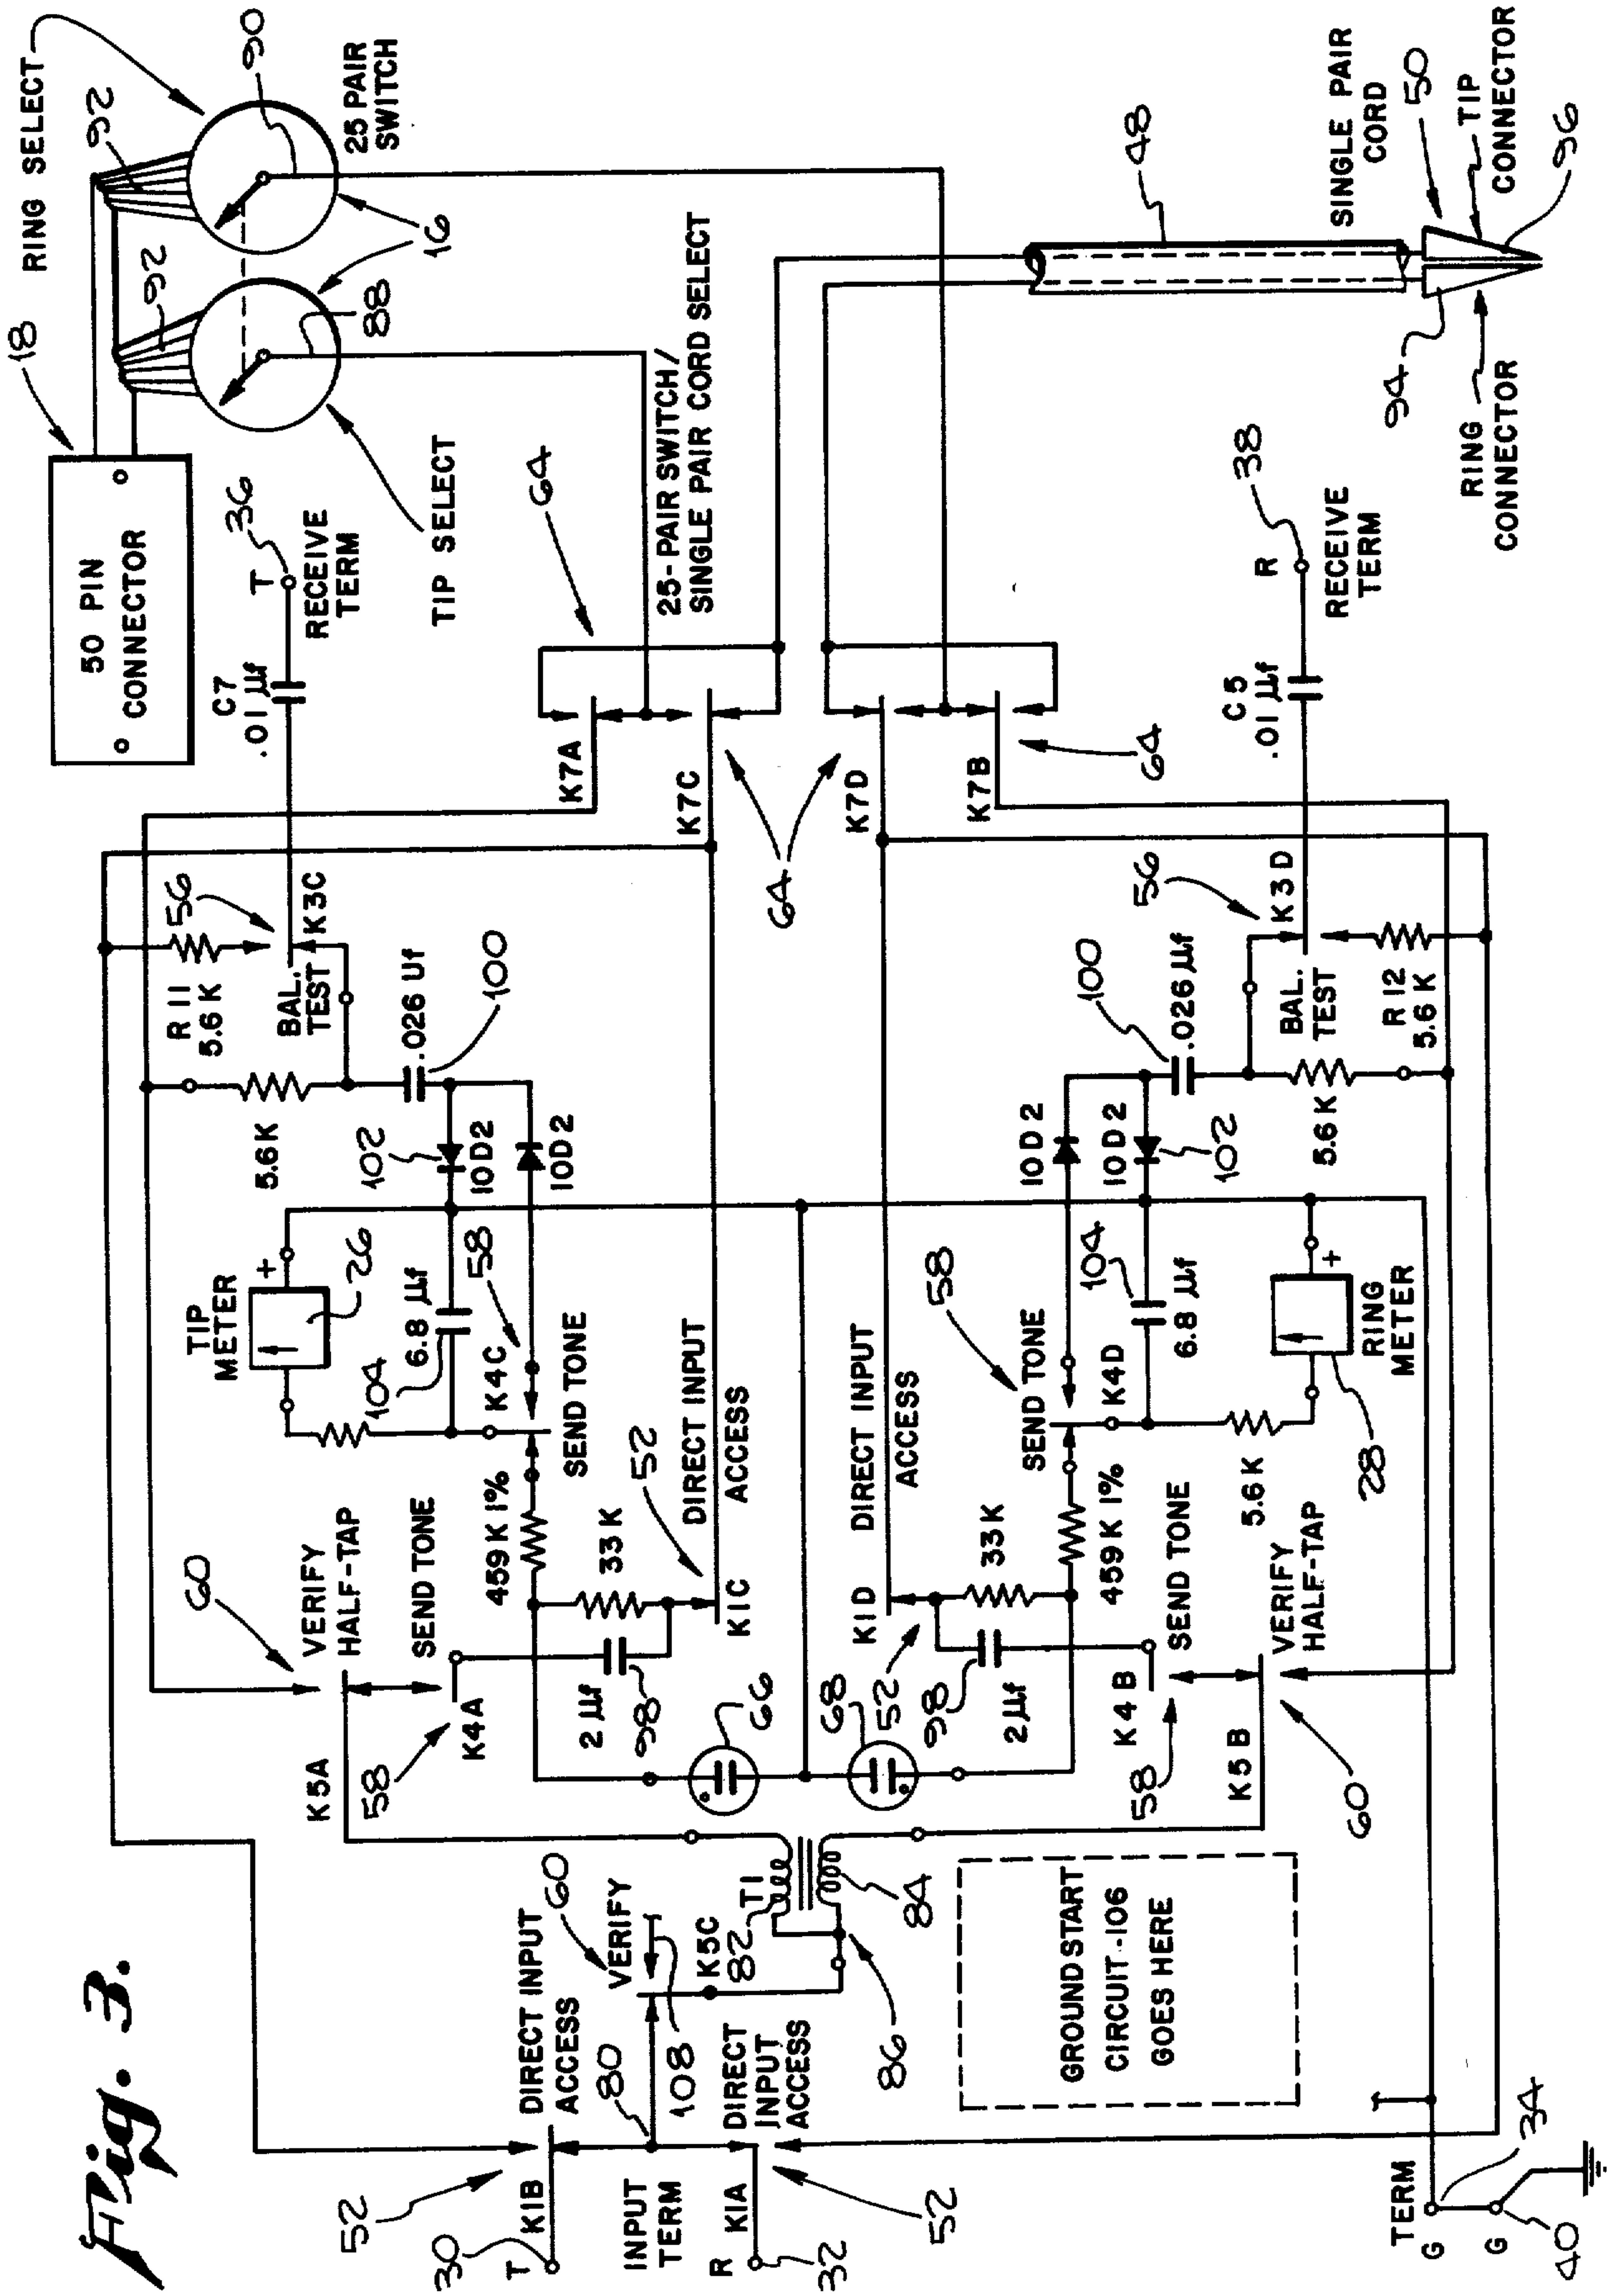 Fig. 3.
18
RING SELECT
92
92
90
50 PIN
CONNECTOR
25 PAIR
SWITCH
16
88
TIP SELECT
36
T
RECEIVE
TERM
C7
.01 µf
64
25-PAIR SWITCH/
SINGLE PAIR CORD SELECT
K7A
K7C
64
K7D
K7B
64
48
SINGLE PAIR
CORD
50
TIP
CONNECTOR
96
94
RING
CONNECTOR
38
R
RECEIVE
TERM
C5
.01 µf
56
K3C
BAL.
TEST
R11
5.6K
.026 Uf
100
5.6K
102
10D2
10D2
TIP
METER
+
26
104
6.8 µf
58
K4C
SEND TONE
459K 1%
33K
52
K1C
DIRECT INPUT
ACCESS
60
VERIFY
HALF-TAP
SEND TONE
K5A
58
K4A
2 µf
98
66
56
K3D
BAL.
TEST
R12
5.6K
100
.026 µf
5.6K
10D2
10D2
102
104
6.8 µf
58
SEND TONE
K4D
RING
METER
+
28
5.6K
459K 1%
33K
DIRECT INPUT
ACCESS
K1D
52
98
2 µf
68
K4B
SEND TONE
58
VERIFY
HALF-TAP
K5B
60
60
VERIFY
K5C
108
T1
82
84
86
DIRECT INPUT
ACCESS
52
K1B
30
T
80
INPUT
TERM
DIRECT
INPUT
ACCESS
R
K1A
32
52
GROUND START
CIRCUIT-106
GOES HERE
TERM
G
34
G
40